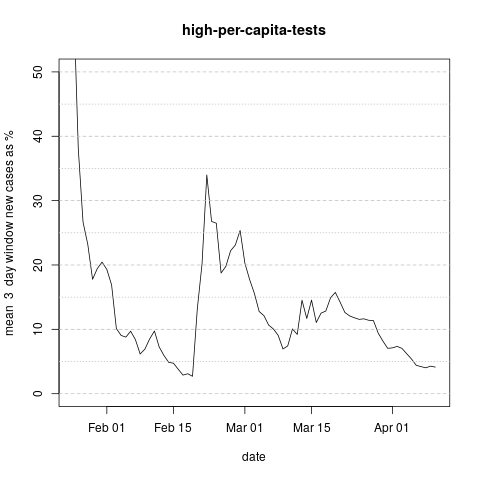 high-per-capita-tests
mean 3 day window new cases as %
50
40
30
20
10
0
Feb 01 Feb 15 Mar 01 Mar 15 Apr 01
date